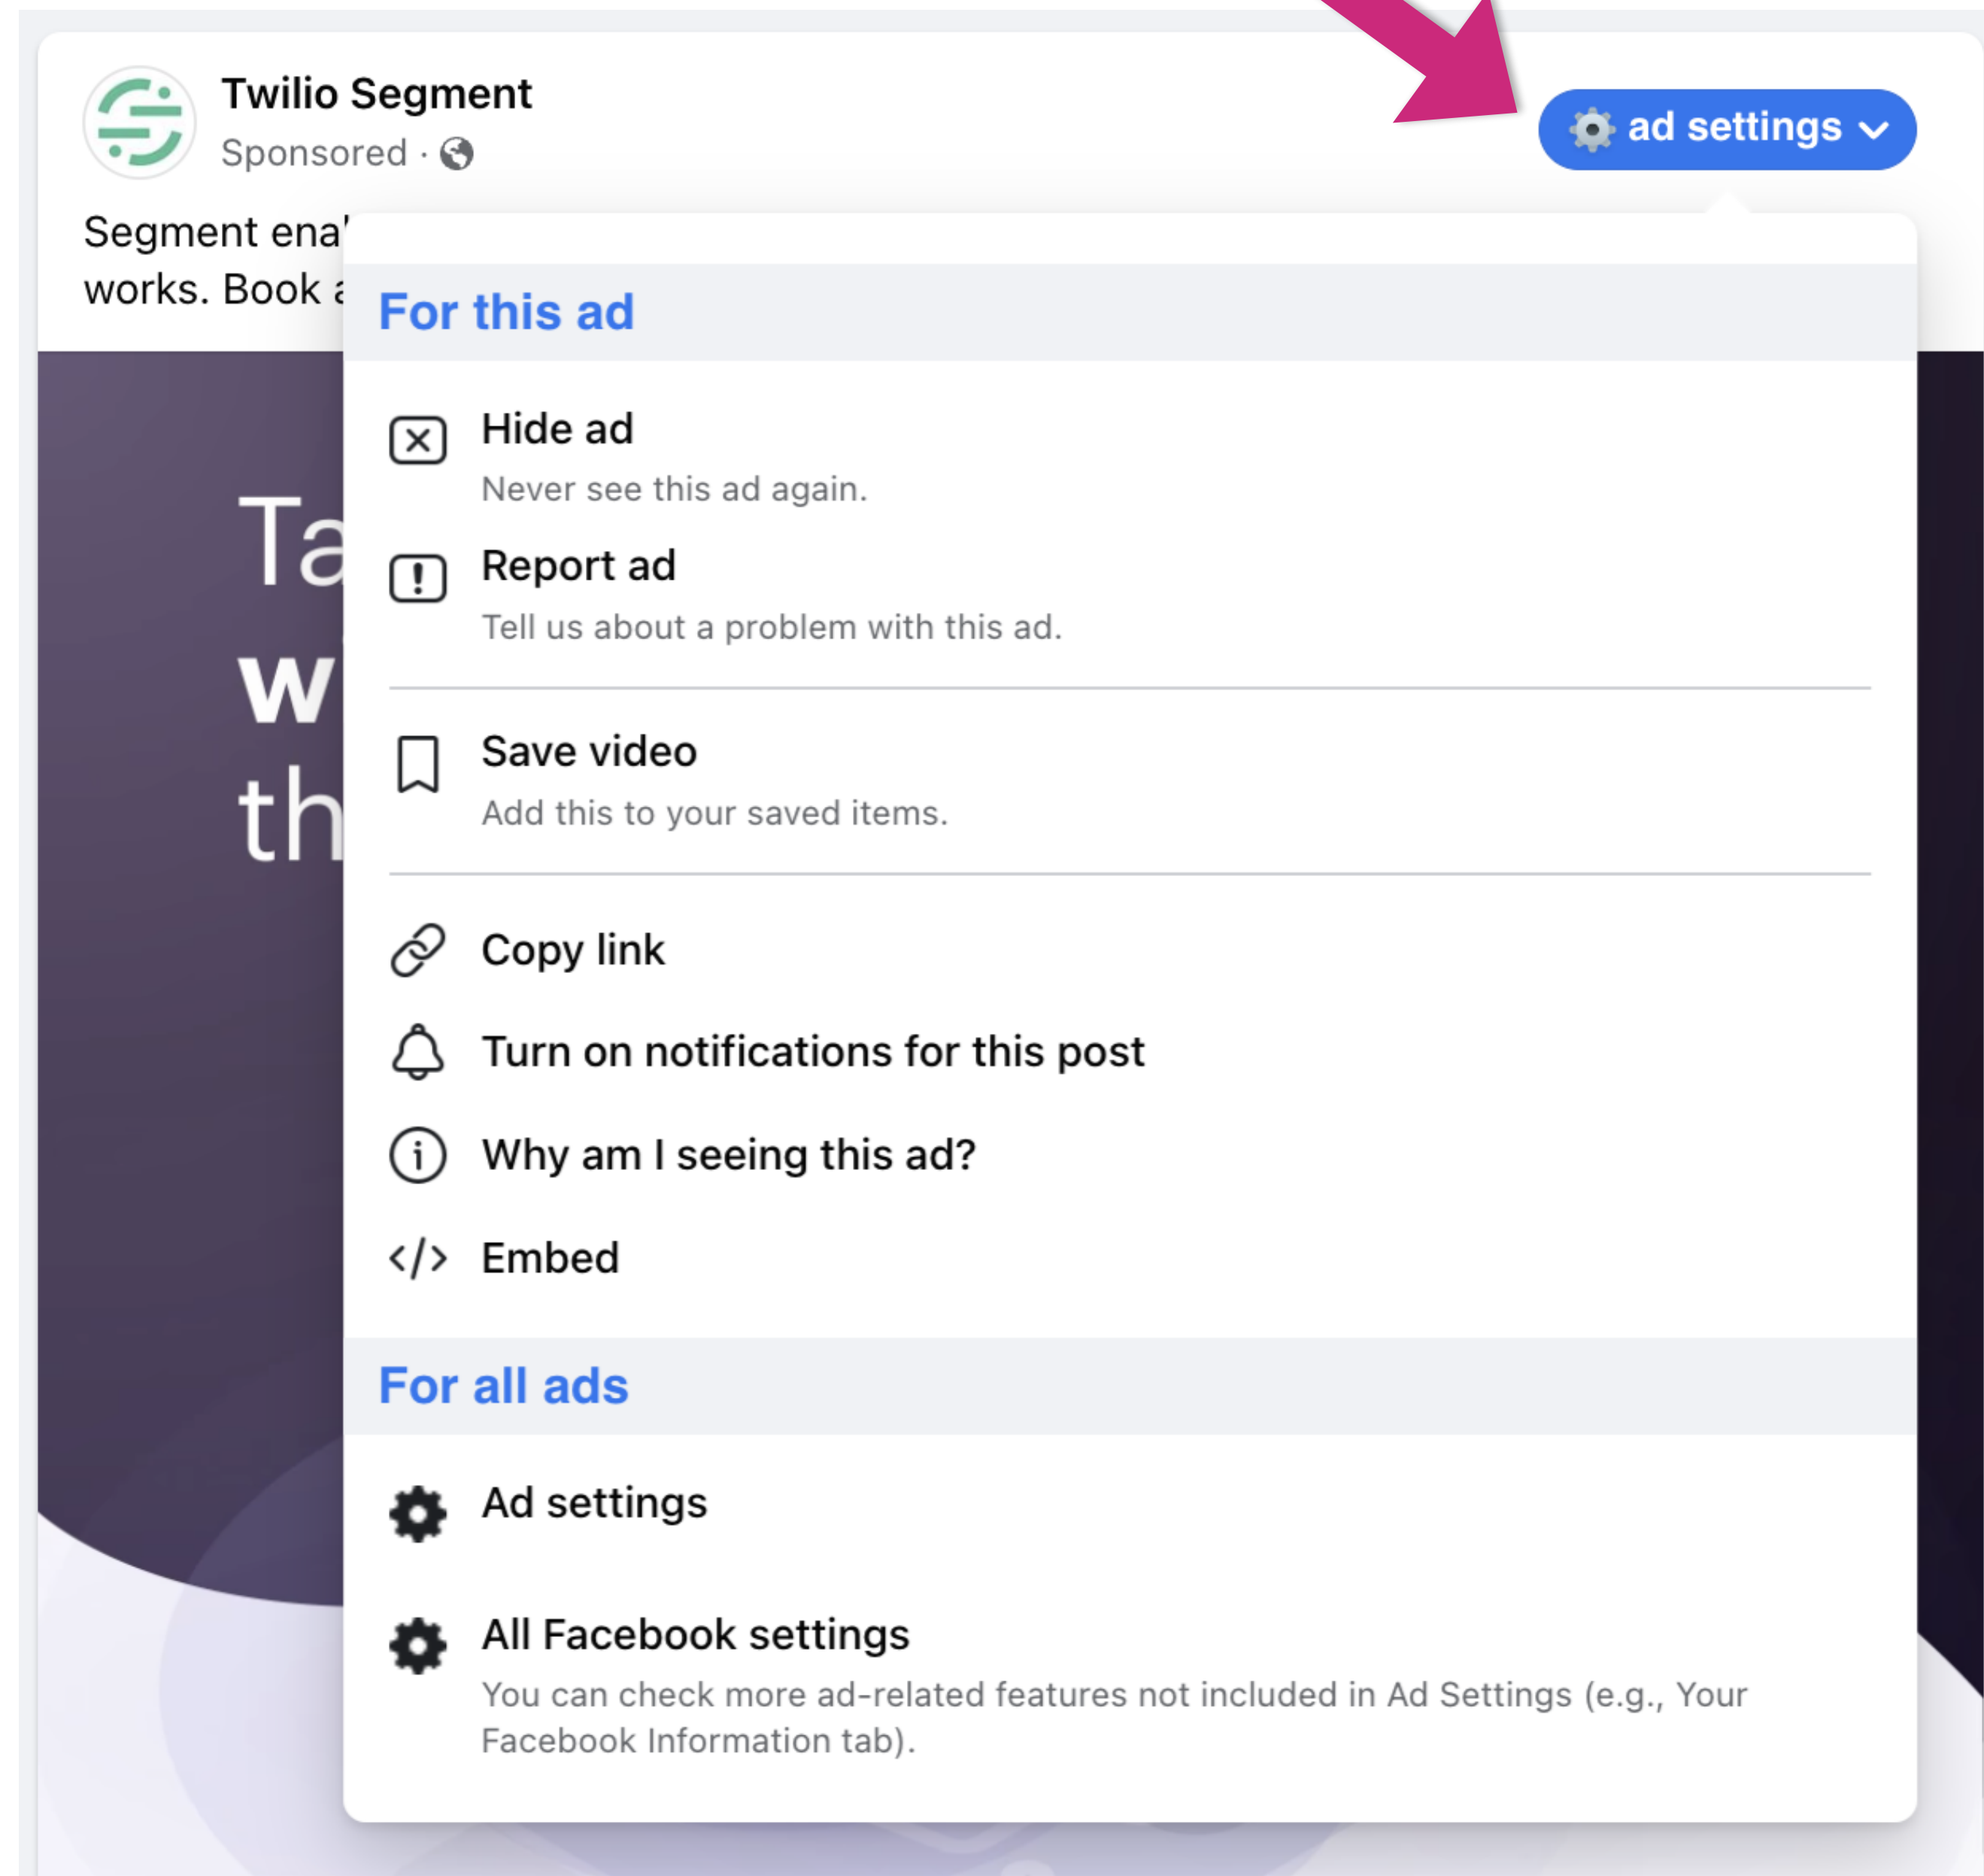 Twilio Segment
Sponsored ·
ad settings
Segment ena
works. Book a
For this ad
Hide ad
Never see this ad again.
Report ad
Tell us about a problem with this ad.
Ta
w
th
Save video
Add this to your saved items.
Copy link
Turn on notifications for this post
Why am I seeing this ad?
</> Embed
For all ads
Ad settings
All Facebook settings
You can check more ad-related features not included in Ad Settings (e.g., Your
Facebook Information tab).